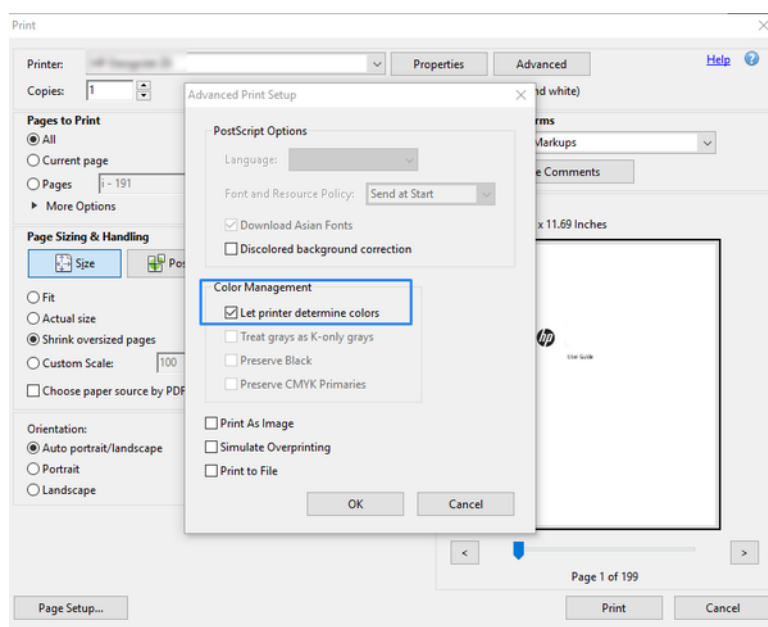 Print
Printer:
Properties
Advanced
Help
Copies:
1
nd white)
Pages to Print
All
Current page
Pages
i - 191
More Options
Page Sizing & Handling
Size
Pos
Fit
Actual size
Shrink oversized pages
Custom Scale:
100
Choose paper source by PDF
Orientation:
Auto portrait/landscape
Portrait
Landscape
Page Setup...
Advanced Print Setup
PostScript Options
Language:
Font and Resource Policy:
Send at Start
Download Asian Fonts
Discolored background correction
Color Management
Let printer determine colors
Treat grays as K-only grays
Preserve Black
Preserve CMYK Primaries
Print As Image
Simulate Overprinting
Print to File
OK
Cancel
rms
Markups
e Comments
x 11.69 Inches
hp
User Guide
<
>
Page 1 of 199
Print
Cancel